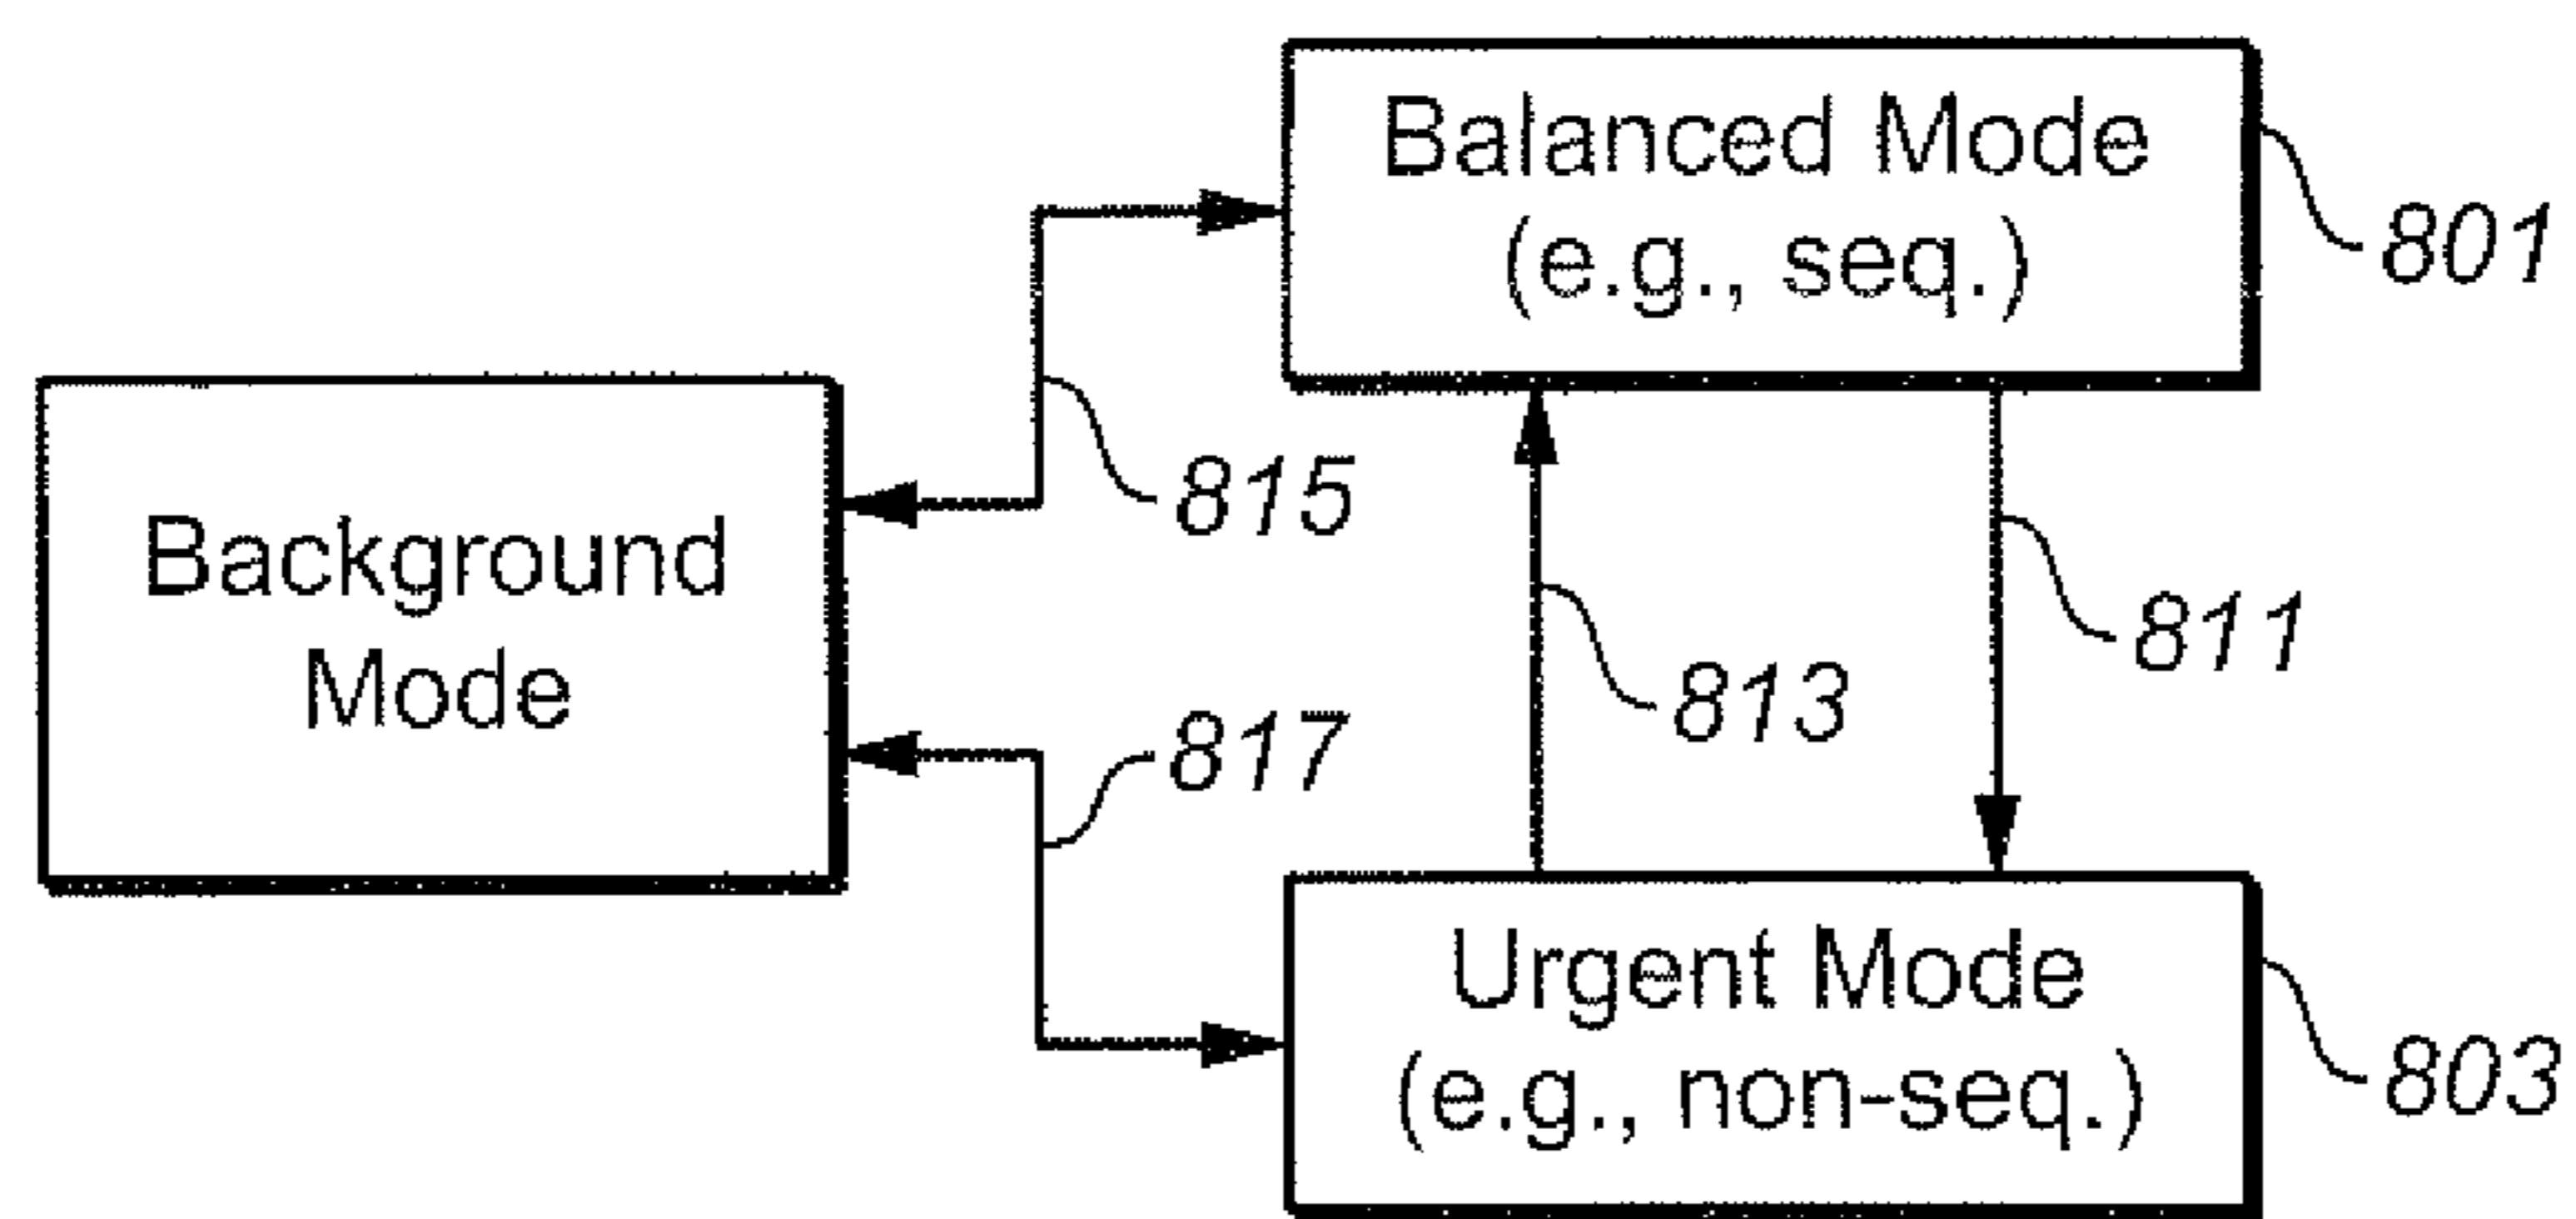 Balanced Mode
(e.g., seq.)
801
Background
Mode
815
811
813
817
Urgent Mode
(e.g., non-seq.)
803